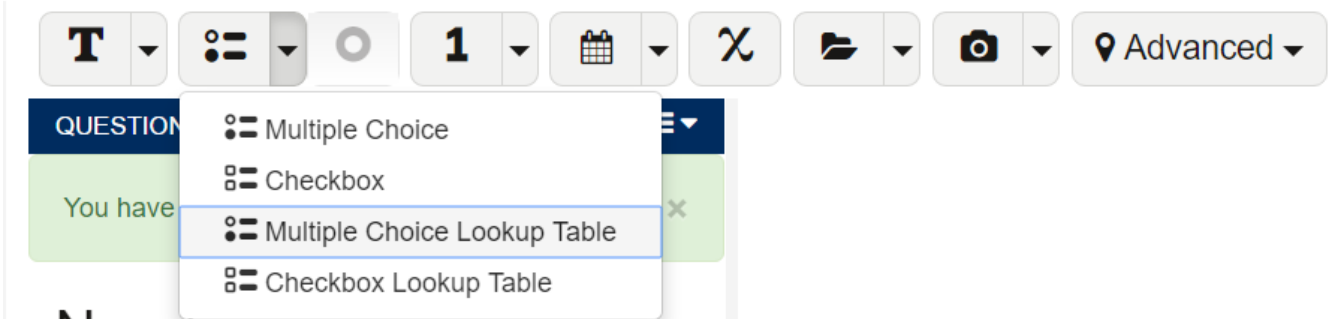 T 1 Advanced
QUESTION
Multiple Choice
Checkbox
You have
Multiple Choice Lookup Table
Checkbox Lookup Table